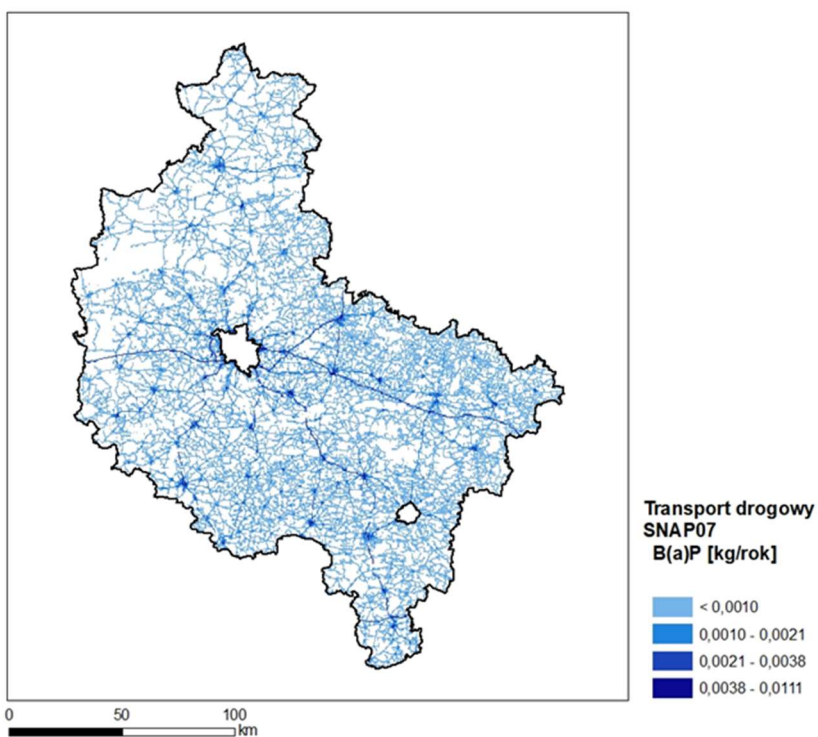 Transport drogowy
SNAP07
B(a)P [kg/rok]
< 0,0010
0,0010 - 0,0021
0,0021 - 0,0038
0,0038 - 0,0111
0 50 100
km